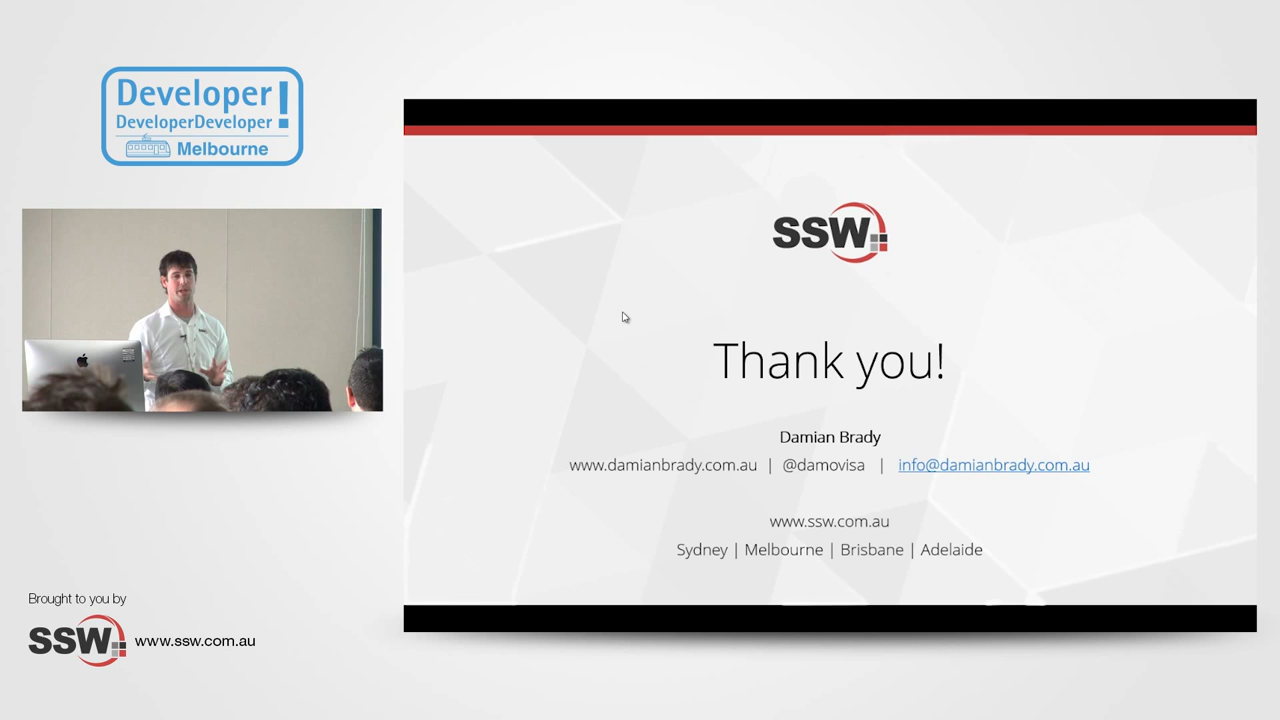 Developer!
DeveloperDeveloper
Melbourne
SSW
Thank you!
Damian Brady
www.damianbrady.com.au | @damovisa | info@damianbrady.com.au
www.ssw.com.au
Sydney | Melbourne | Brisbane | Adelaide
Brought to you by
SSW www.ssw.com.au